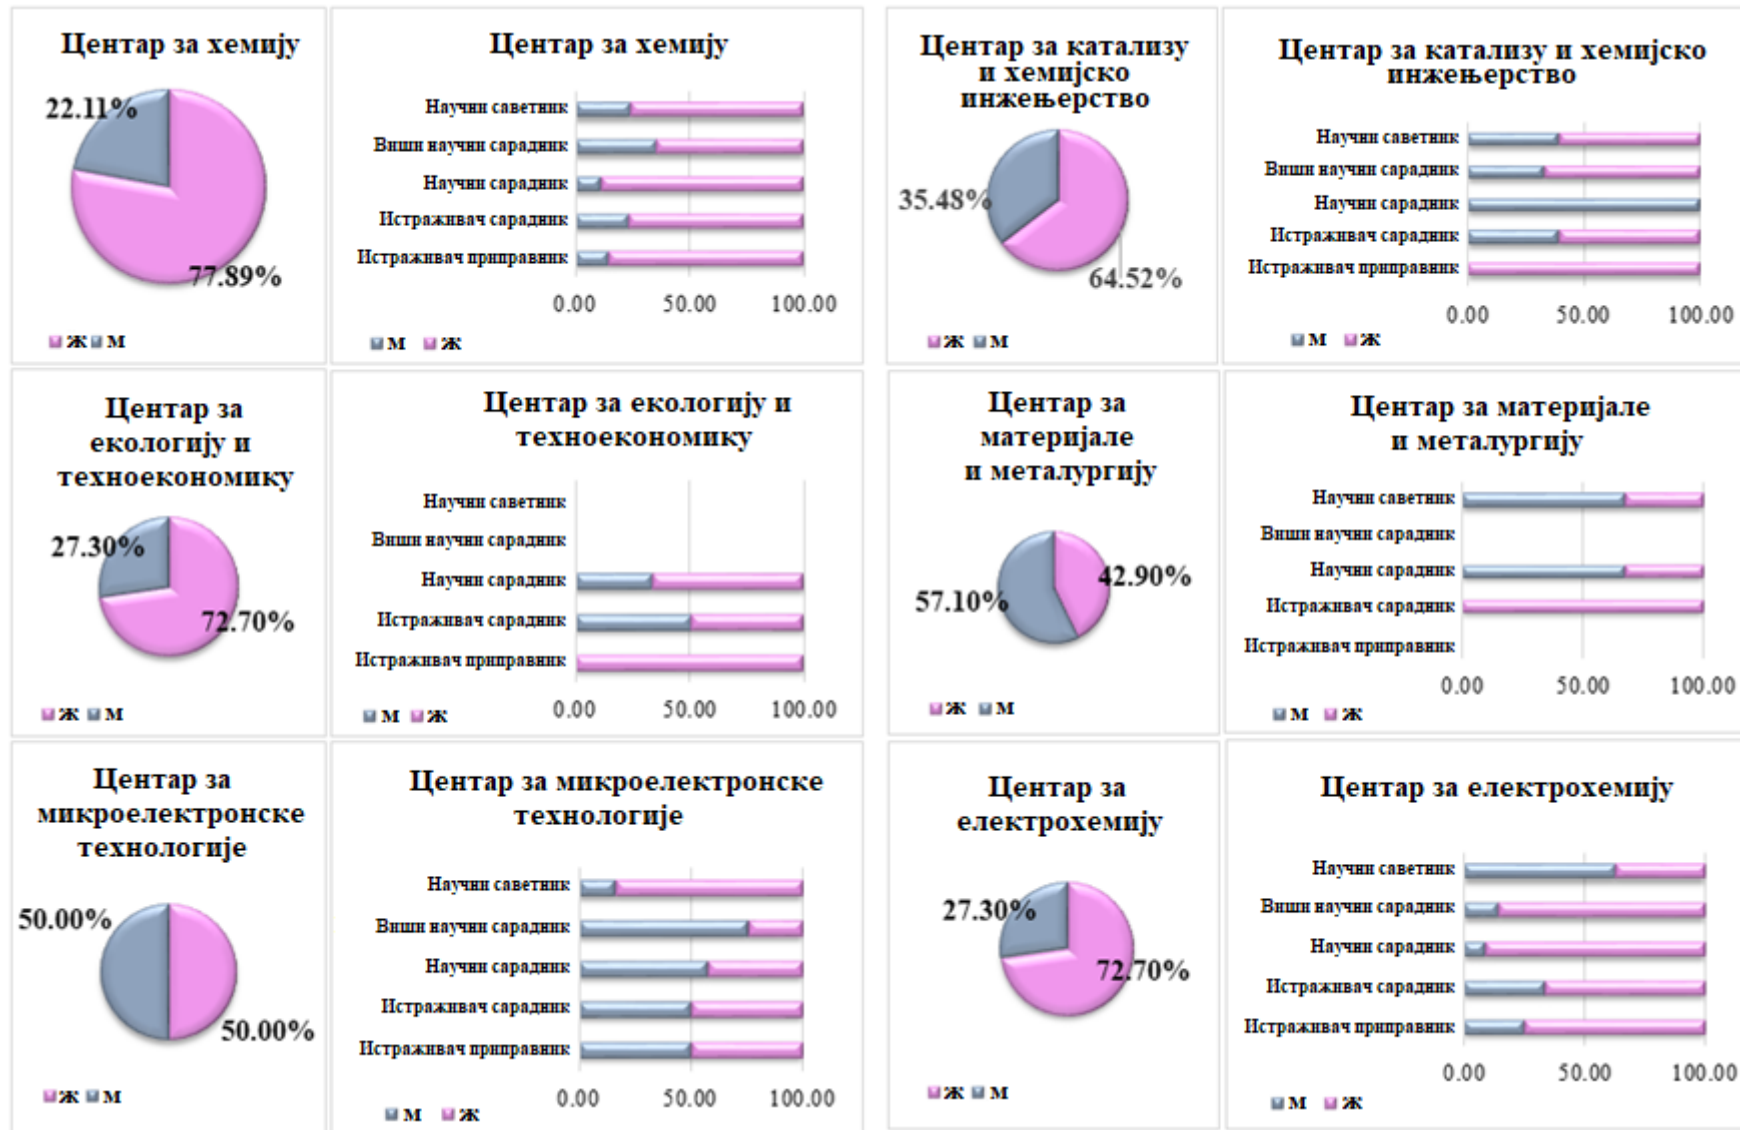 Центар за хемију
22.11%
77.89%
Ж М
Центар за хемију
Научни саветник
Виши научни сарадник
Научни сарадник
Истраживач сарадник
Истраживач приправник
0.00 50.00 100.00
М Ж
Центар за катализу
и хемијско
инжењерство
35.48%
64.52%
Ж М
Центар за катализу и хемијско
инжењерство
Научни саветник
Виши научни сарадник
Научни сарадник
Истраживач сарадник
Истраживач приправник
0.00 50.00 100.00
М Ж
Центар за
екологију и
техноекономику
27.30%
72.70%
Ж М
Центар за екологију и
техноекономику
Научни саветник
Виши научни сарадник
Научни сарадник
Истраживач сарадник
Истраживач приправник
0.00 50.00 100.00
М Ж
Центар за
материјале
и металургију
42.90%
57.10%
Ж М
Центар за материјале
и металургију
Научни саветник
Виши научни сарадник
Научни сарадник
Истраживач сарадник
Истраживач приправник
0.00 50.00 100.00
М Ж
Центар за
микроелектронске
технологије
50.00%
50.00%
Ж М
Центар за микроелектронске
технологије
Научни саветник
Виши научни сарадник
Научни сарадник
Истраживач сарадник
Истраживач приправник
0.00 50.00 100.00
М Ж
Центар за
електрохемију
27.30%
72.70%
Ж М
Центар за електрохемију
Научни саветник
Виши научни сарадник
Научни сарадник
Истраживач сарадник
Истраживач приправник
0.00 50.00 100.00
М Ж